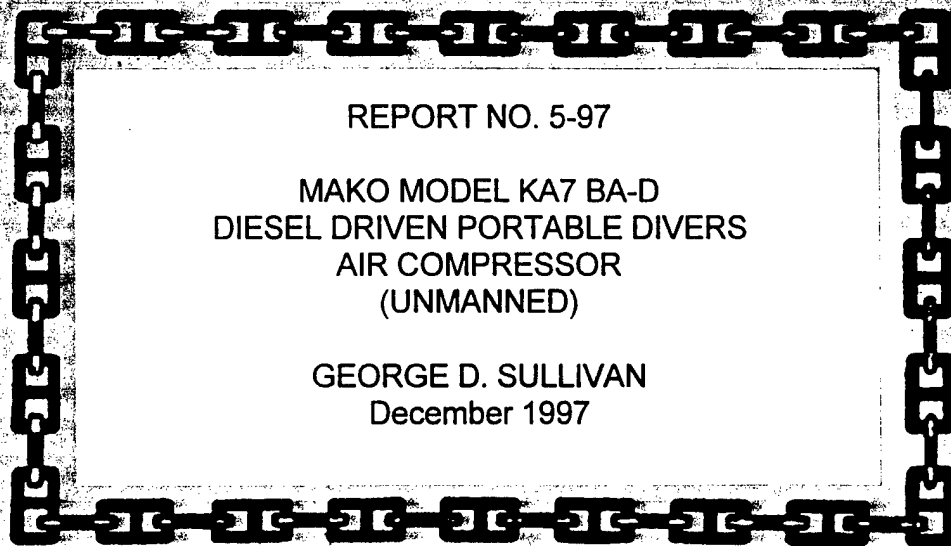 REPORT NO. 5-97
MAKO MODEL KA7 BA-D
DIESEL DRIVEN PORTABLE DIVERS
AIR COMPRESSOR
(UNMANNED)
GEORGE D. SULLIVAN
December 1997